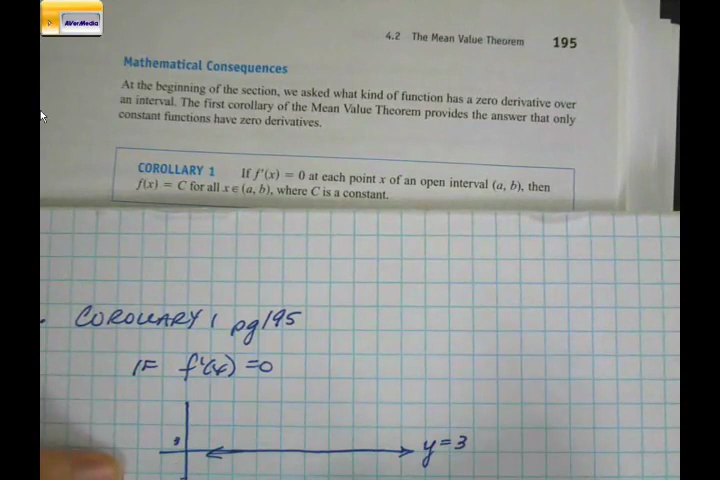 AVerMedia
4.2 The Mean Value Theorem 195
Mathematical Consequences
At the beginning of the section, we asked what kind of function has a zero derivative over
an interval. The first corollary of the Mean Value Theorem provides the answer that only
constant functions have zero derivatives.
COROLLARY 1 If f′(x) = 0 at each point x of an open interval (a, b), then
f(x) = C for all x ∈ (a, b), where C is a constant.
COROLLARY 1 pg 195
IF f'(x) = 0
3
y = 3